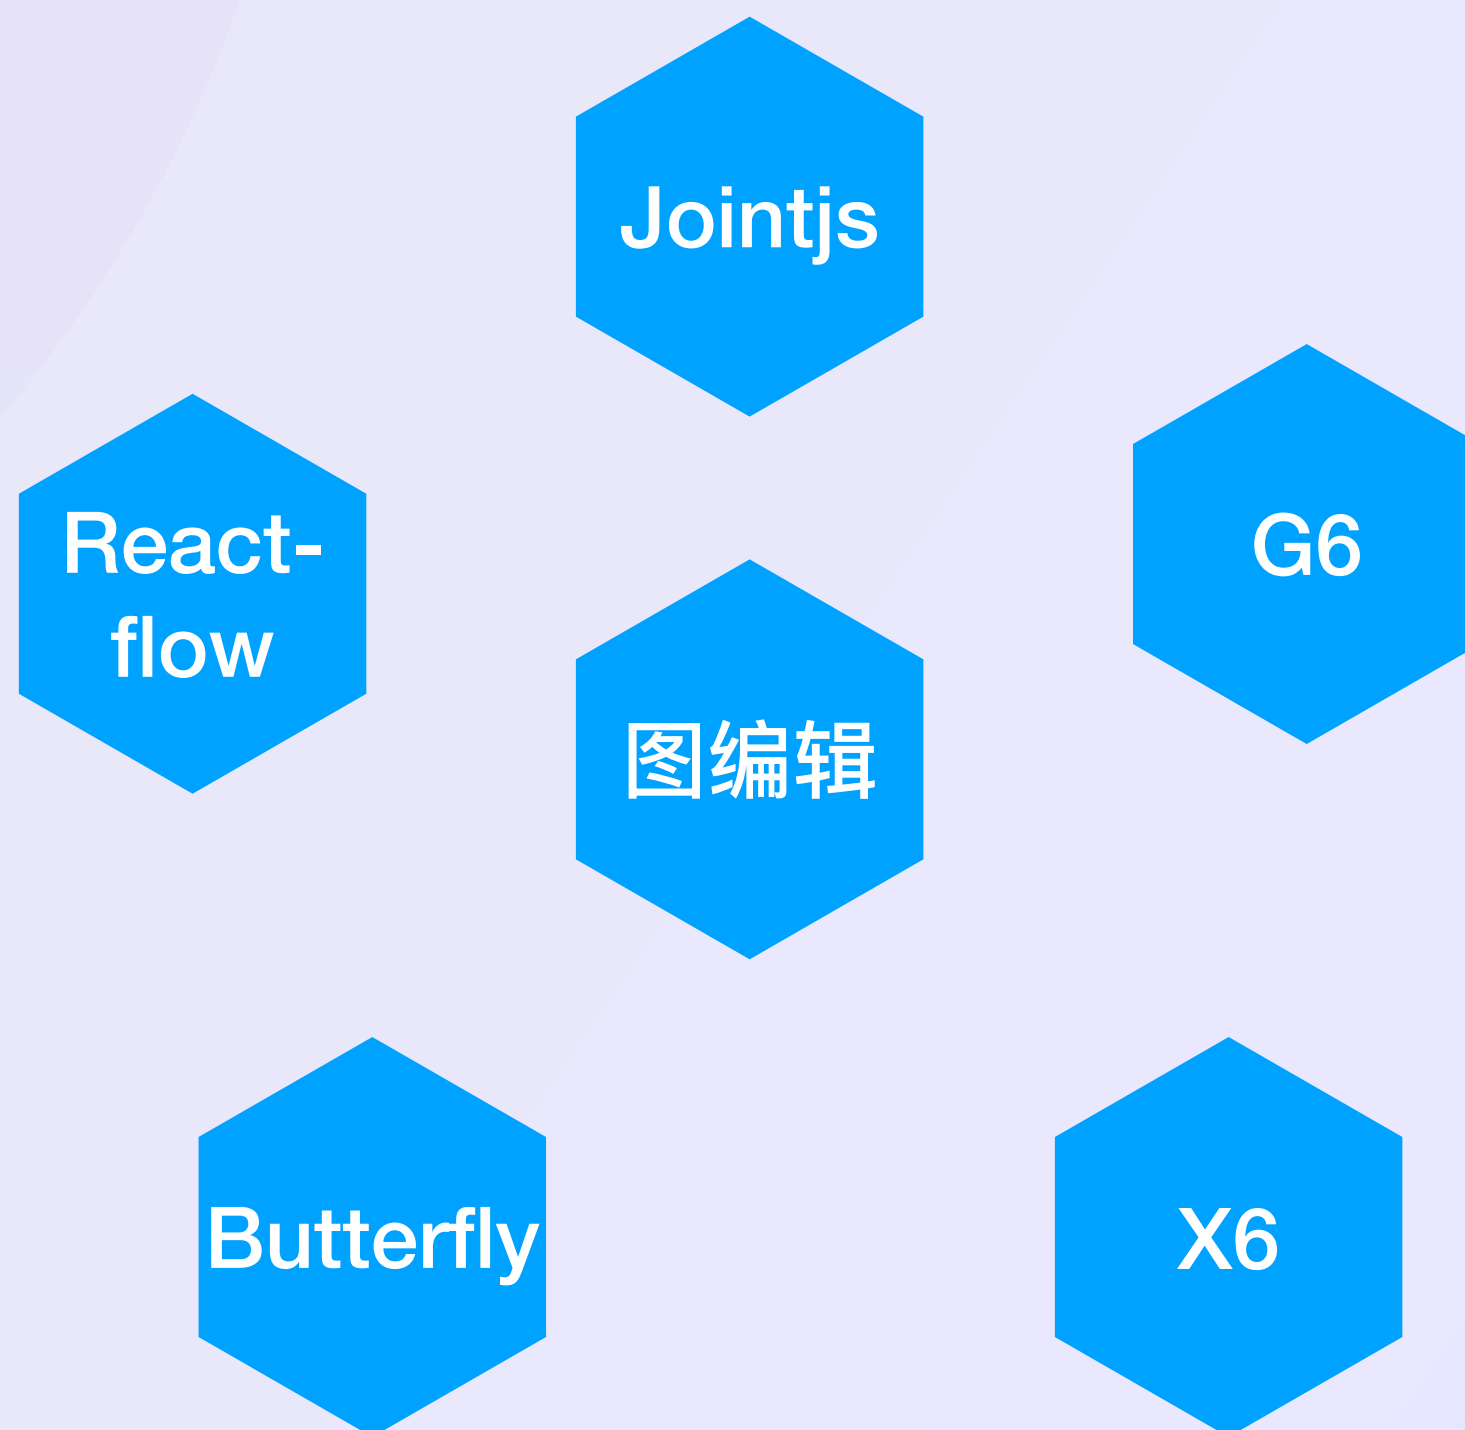 Jointjs
React-
flow
G6
图编辑
Butterfly
X6